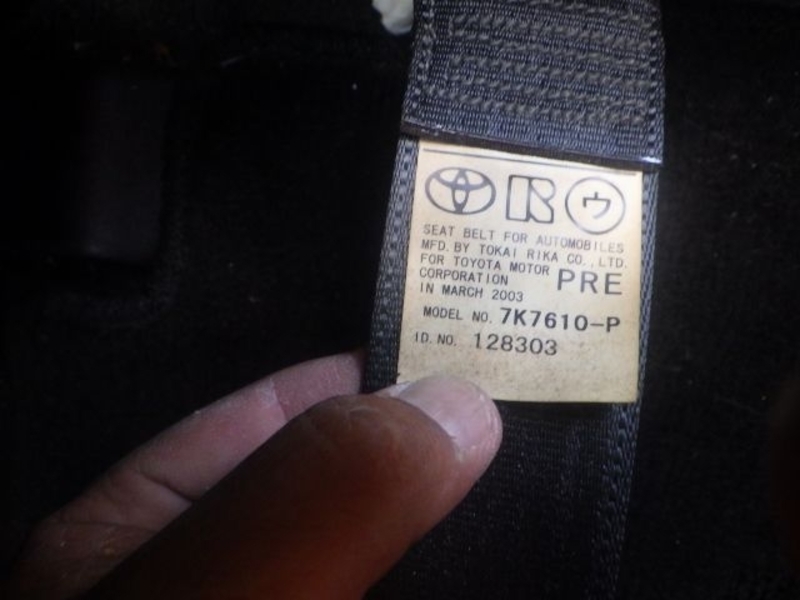 ウ
SEAT BELT FOR AUTOMOBILES
MFD. BY TOKAI RIKA CO., LTD.
FOR TOYOTA MOTOR
CORPORATION PRE
IN MARCH 2003
MODEL NO. 7K7610-P
ID. NO. 128303